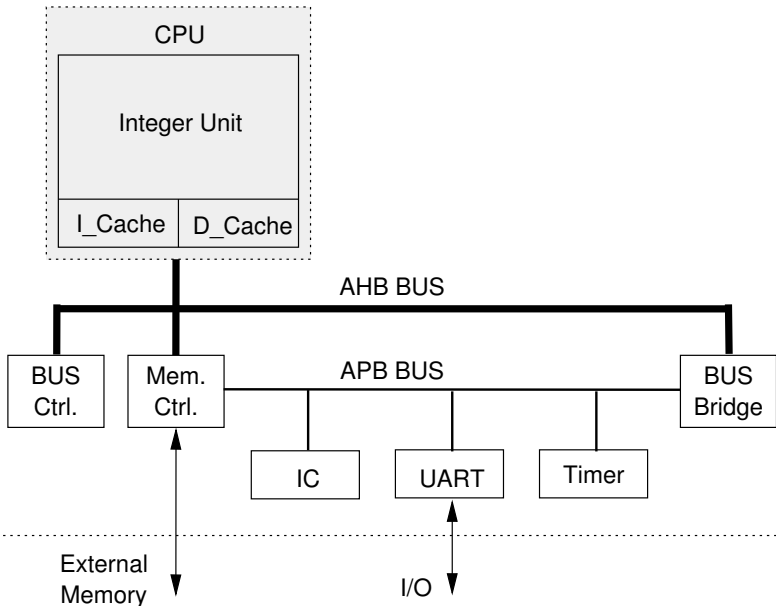 CPU
Integer Unit
I_Cache
D_Cache
AHB BUS
BUS
Ctrl.
Mem.
Ctrl.
APB BUS
BUS
Bridge
IC
UART
Timer
External
Memory
I/O